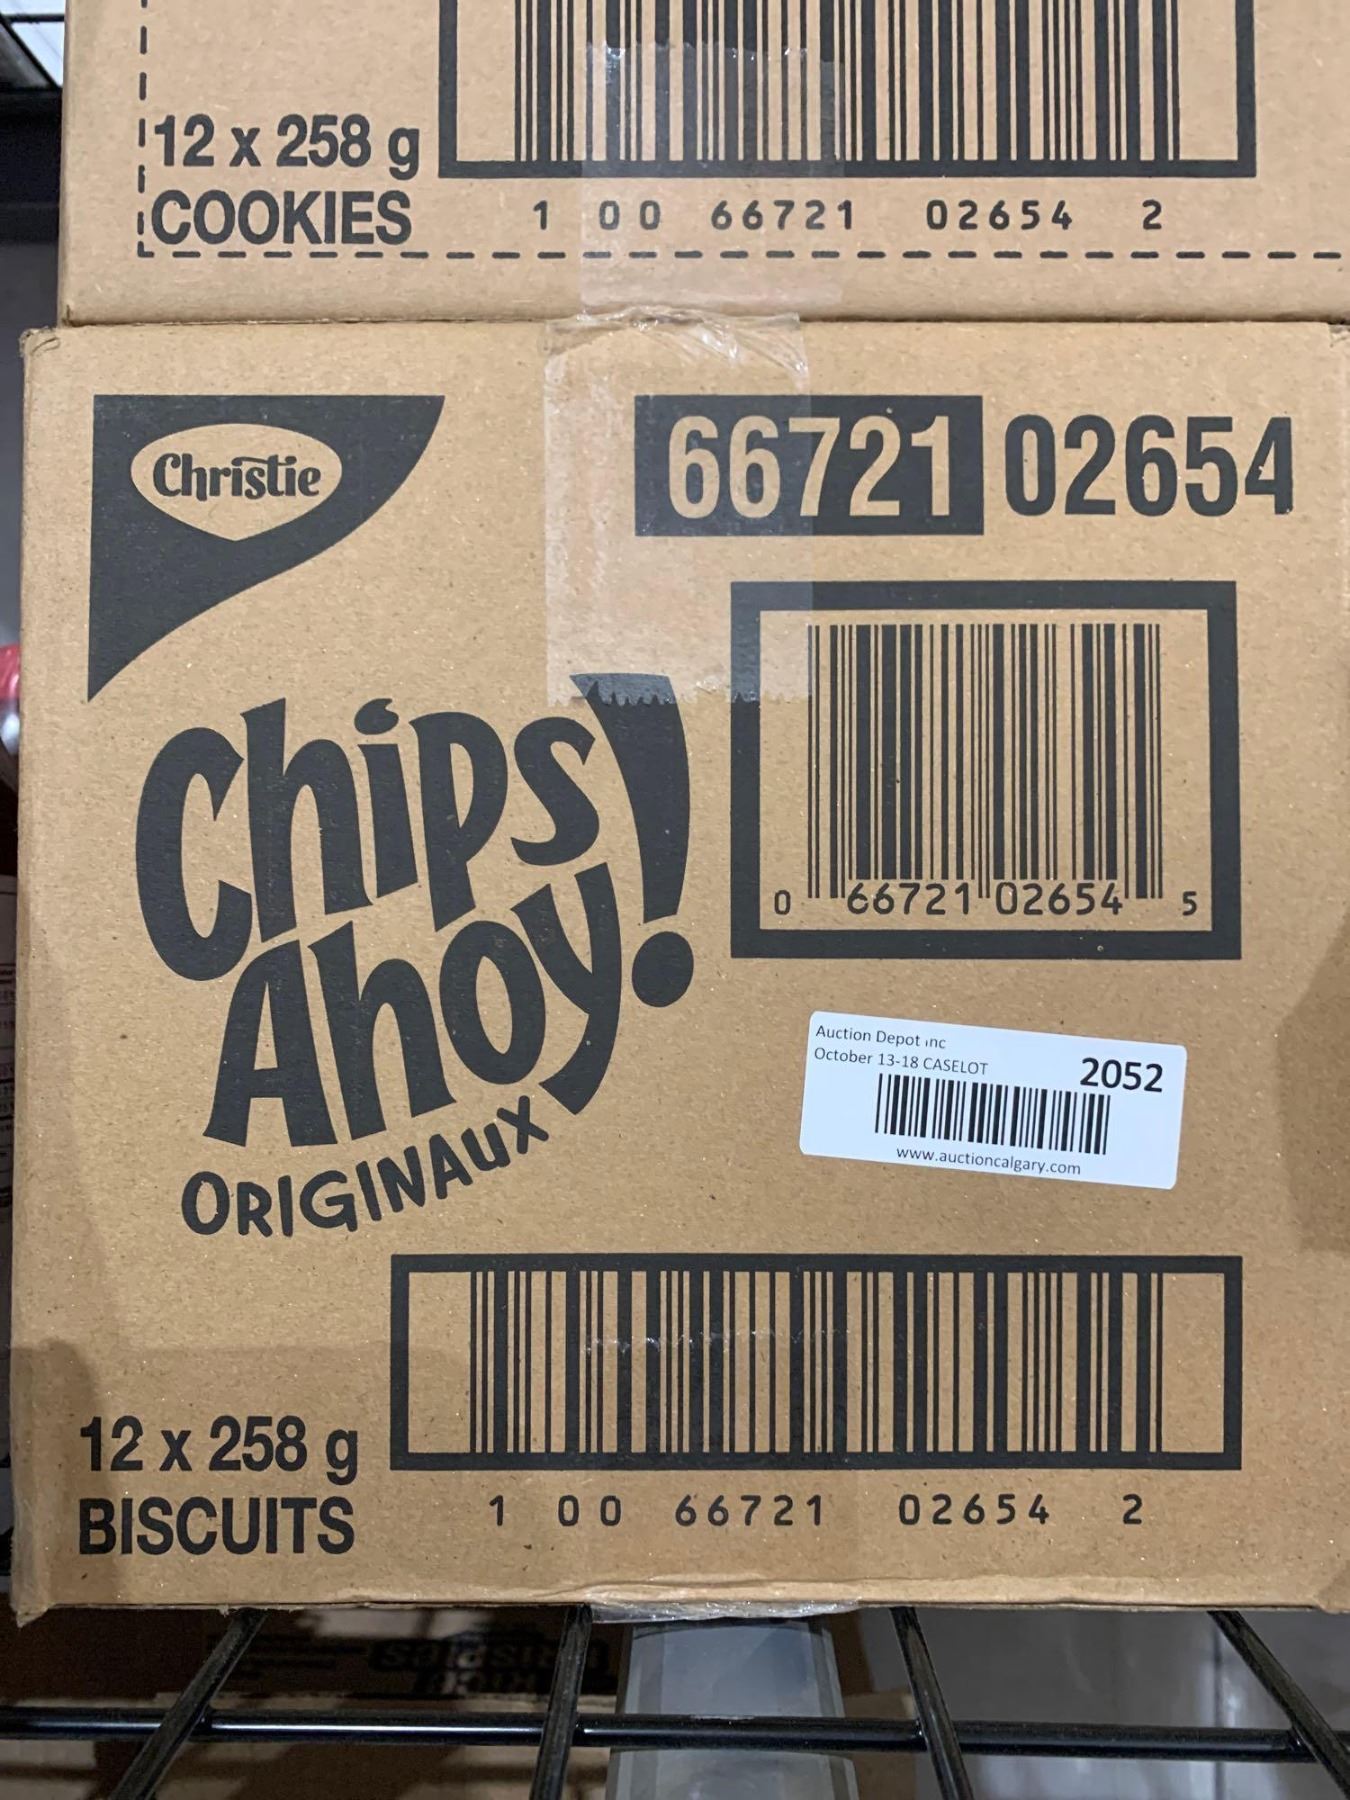 12 x 258 g
COOKIES
1 00 66721 02654 2
Christie
66721 02654
Chips
Ahoy!
ORIGINAUX
0 66721 02654 5
Auction Depot inc
October 13-18 CASELOT
2052
www.auctioncalgary.com
12 x 258 g
BISCUITS
1 00 66721 02654 2